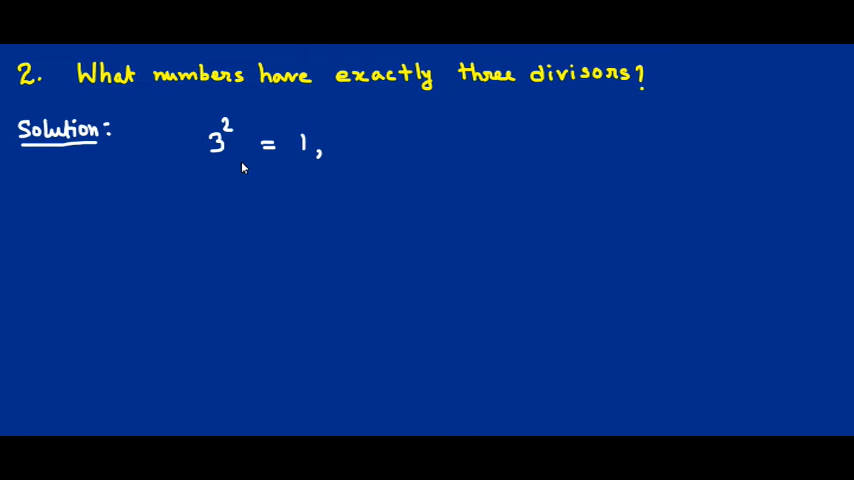 2. What numbers have exactly three divisors?
Solution: 3² = 1,